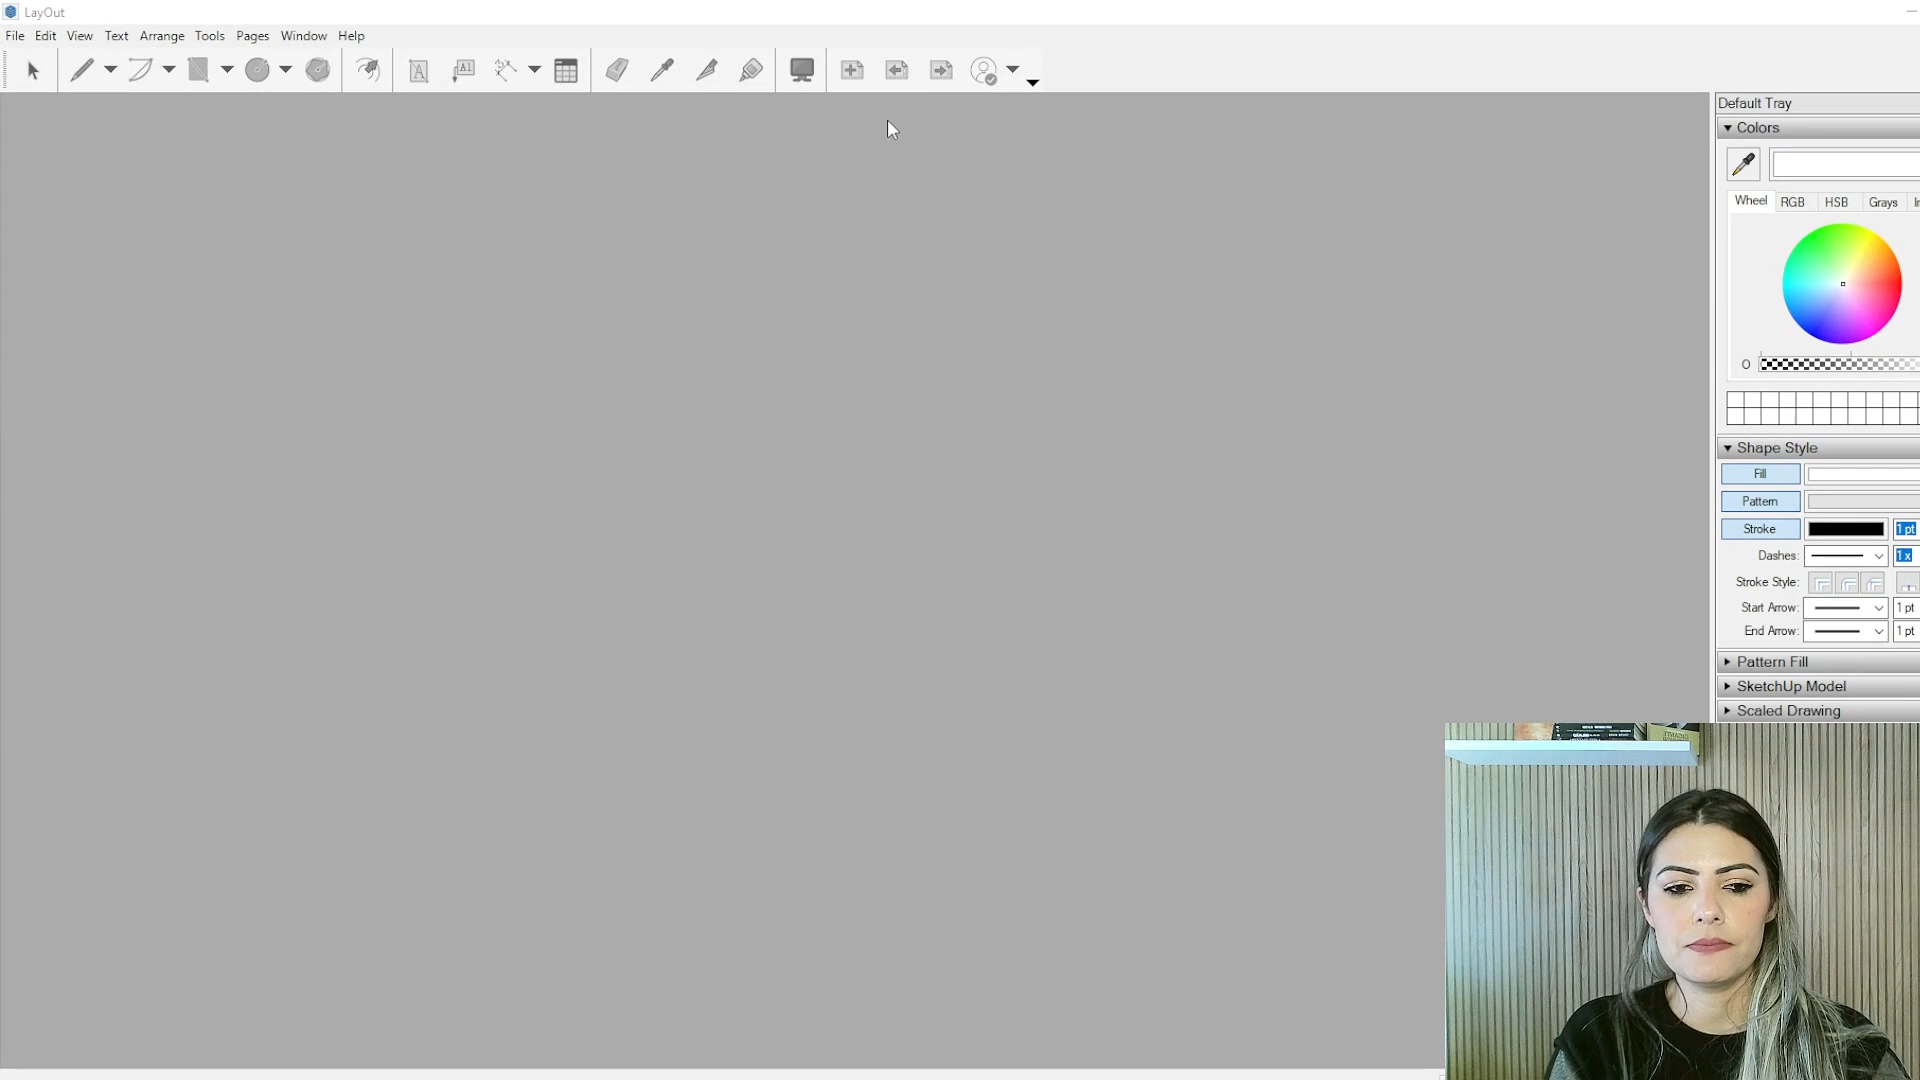 LayOut
File Edit View Text Arrange Tools Pages Window Help
A
A1
Default Tray
Colors
Wheel RGB HSB Grays
O
Shape Style
Fill
Pattern
Stroke 1 pt
Dashes: 1 x
Stroke Style:
Start Arrow: 1 pt
End Arrow: 1 pt
Pattern Fill
SketchUp Model
Scaled Drawing